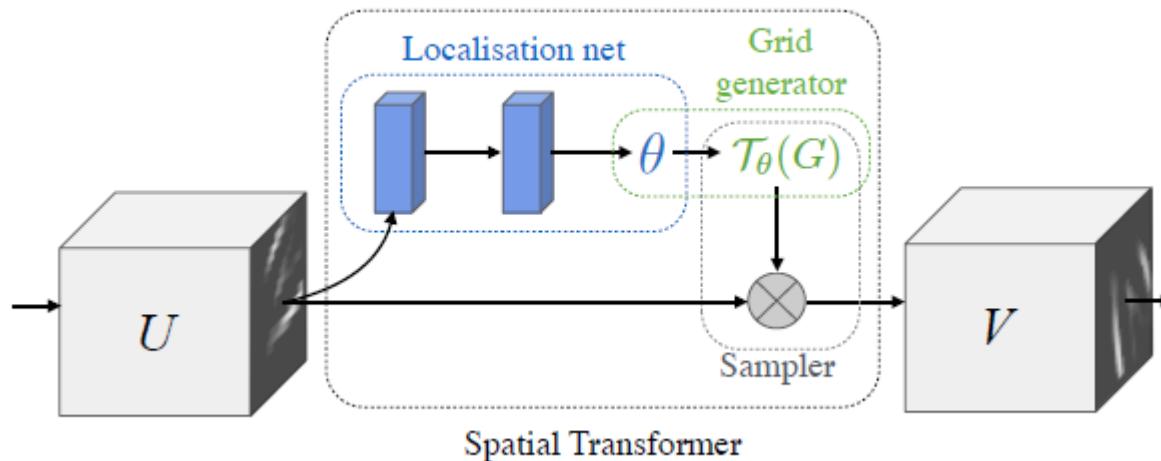 Localisation net
Grid
generator
θ
𝒯θ(G)
U
V
Sampler
Spatial Transformer